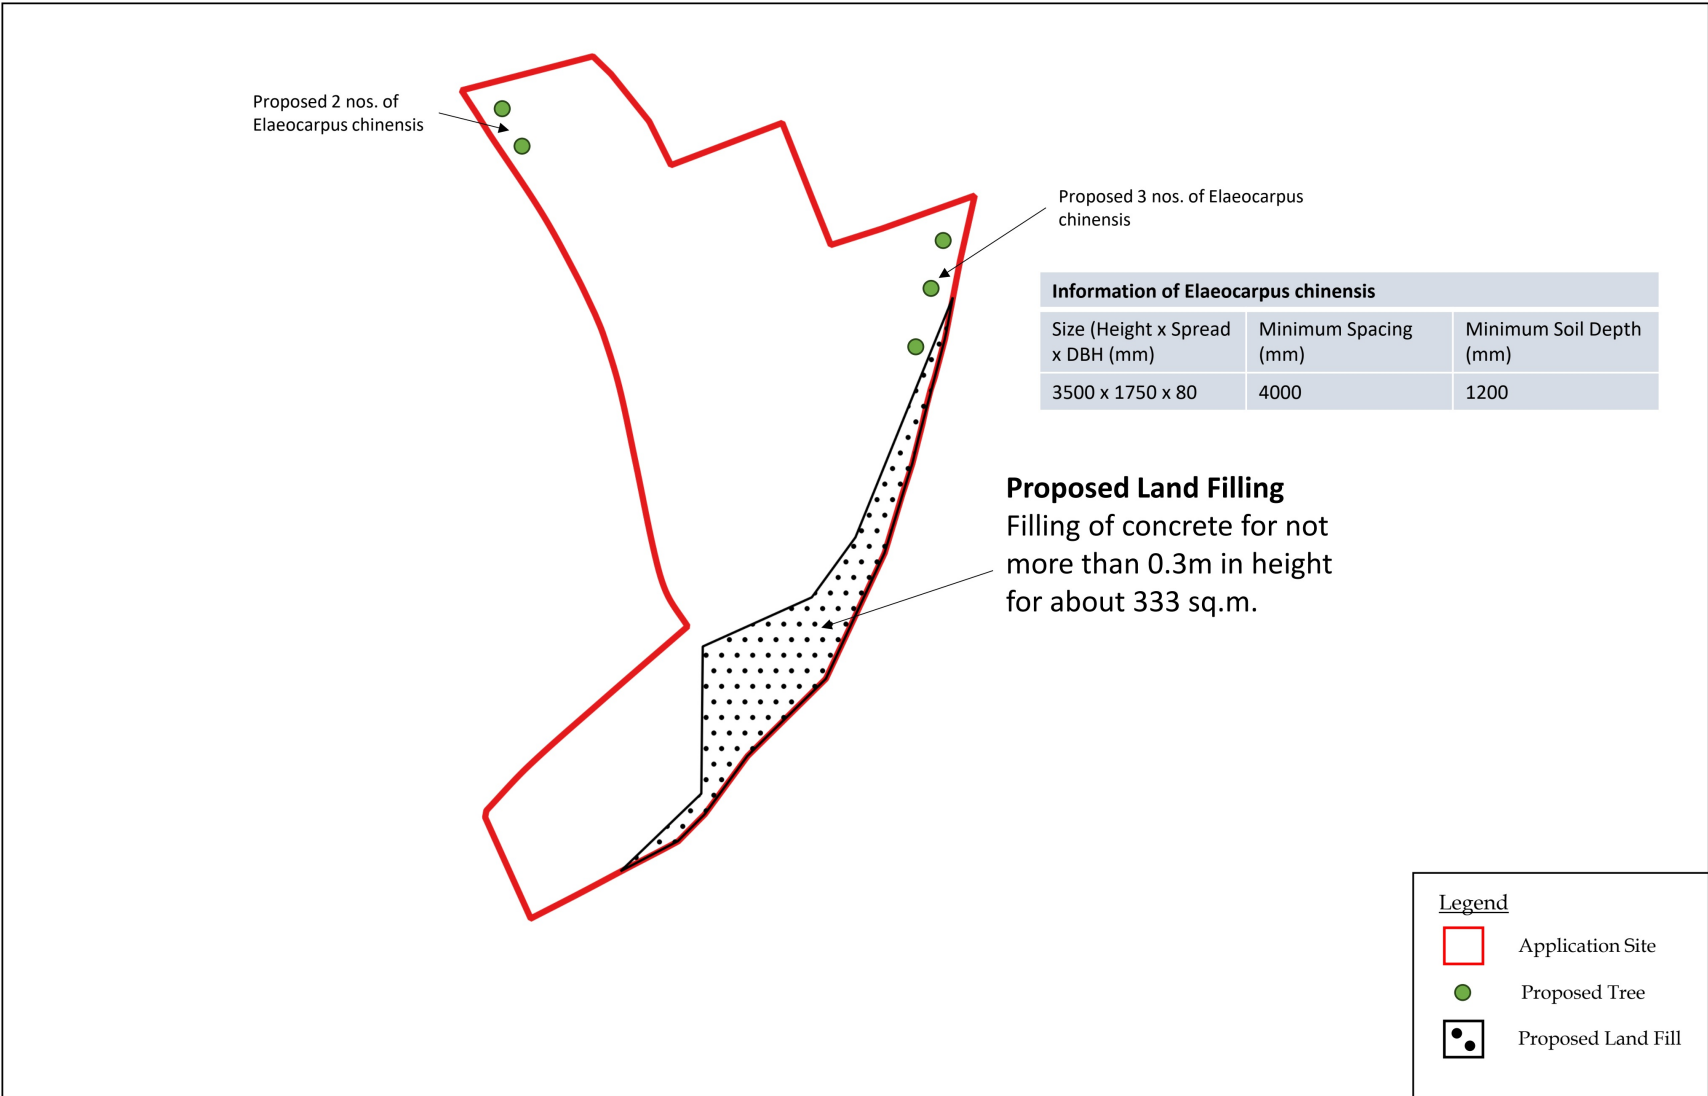 Proposed 2 nos. of
Elaeocarpus chinensis
Proposed 3 nos. of Elaeocarpus
chinensis
Information of Elaeocarpus chinensis
Size (Height x Spread
x DBH (mm)
Minimum Spacing
(mm)
Minimum Soil Depth
(mm)
3500 x 1750 x 80
4000
1200
Proposed Land Filling
Filling of concrete for not
more than 0.3m in height
for about 333 sq.m.
Legend
Application Site
Proposed Tree
Proposed Land Fill